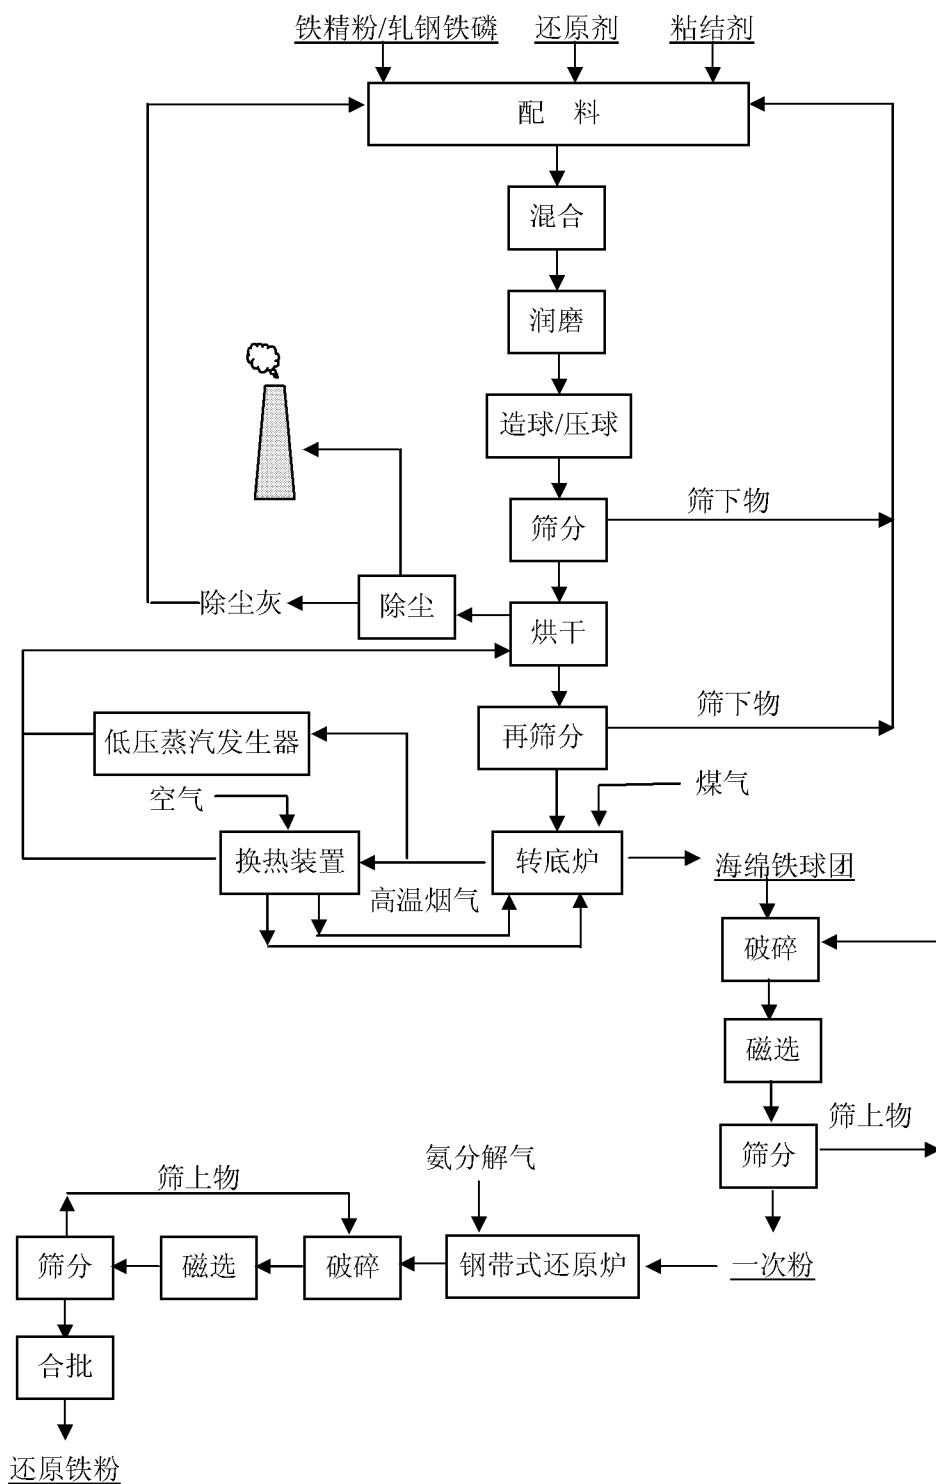 铁精粉/轧钢铁磷 还原剂 粘结剂
配 料
混合
润磨
造球/压球
筛分 筛下物
除尘灰 除尘 烘干
再筛分 筛下物
低压蒸汽发生器
空气 煤气
换热装置 高温烟气 转底炉 海绵铁球团
破碎
磁选
筛分 筛上物
一次粉
氨分解气
钢带式还原炉
破碎
磁选
筛分
筛上物
合批
还原铁粉